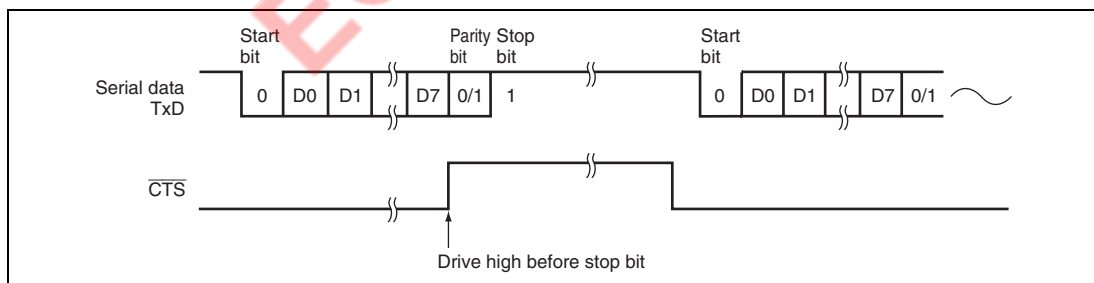 Start bit
Parity bit
Stop bit
Start bit
Serial data TxD
0
D0
D1
D7
0/1
1
0
D0
D1
D7
0/1
CTS
Drive high before stop bit